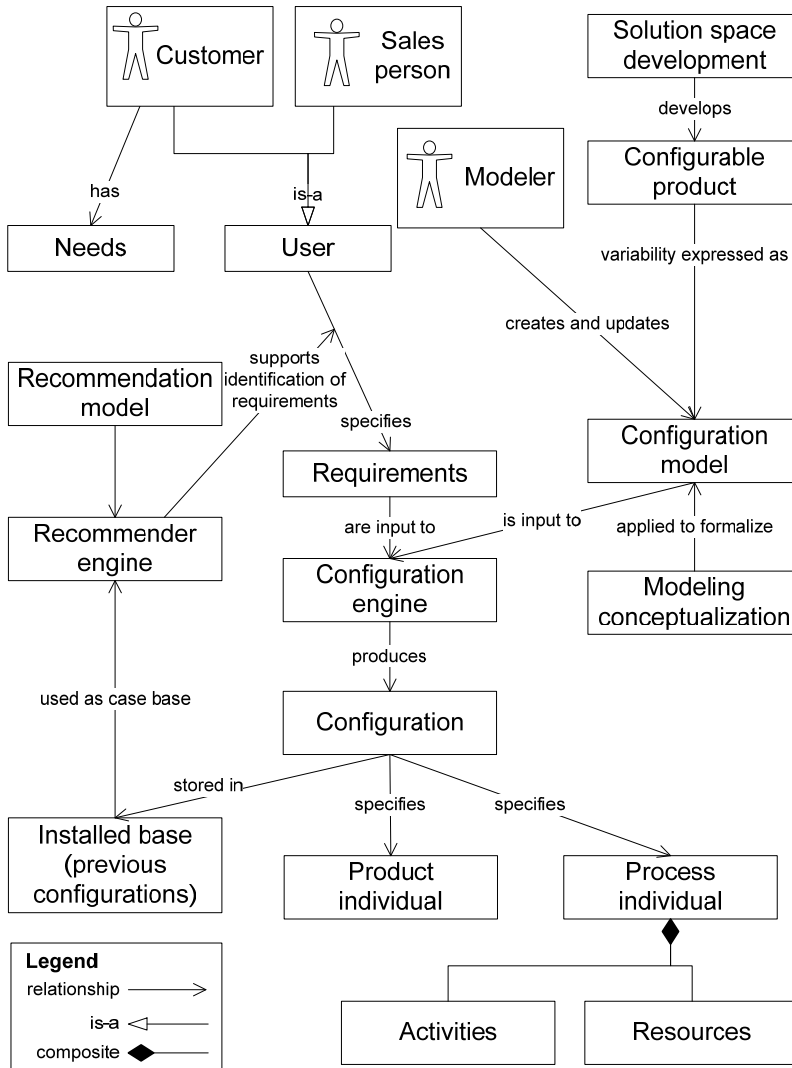 Customer
Sales
person
Solution space
development
develops
Modeler
Configurable
product
has
is-a
Needs
User
variability expressed as
creates and updates
supports
identification of
requirements
Recommendation
model
specifies
Configuration
model
Requirements
are input to
is input to
applied to formalize
Recommender
engine
Configuration
engine
Modeling
conceptualization
produces
used as case base
Configuration
stored in
specifies
specifies
Installed base
(previous
configurations)
Product
individual
Process
individual
Legend
relationship
is-a
composite
Activities
Resources